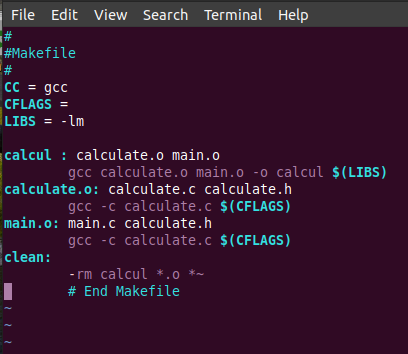 File Edit View Search Terminal Help
#
#Makefile
#
CC = gcc
CFLAGS =
LIBS = -lm
calcul : calculate.o main.o
gcc calculate.o main.o -o calcul $(LIBS)
calculate.o: calculate.c calculate.h
gcc -c calculate.c $(CFLAGS)
main.o: main.c calculate.h
gcc -c calculate.c $(CFLAGS)
clean:
-rm calcul *.o *~
# End Makefile
~
~
~